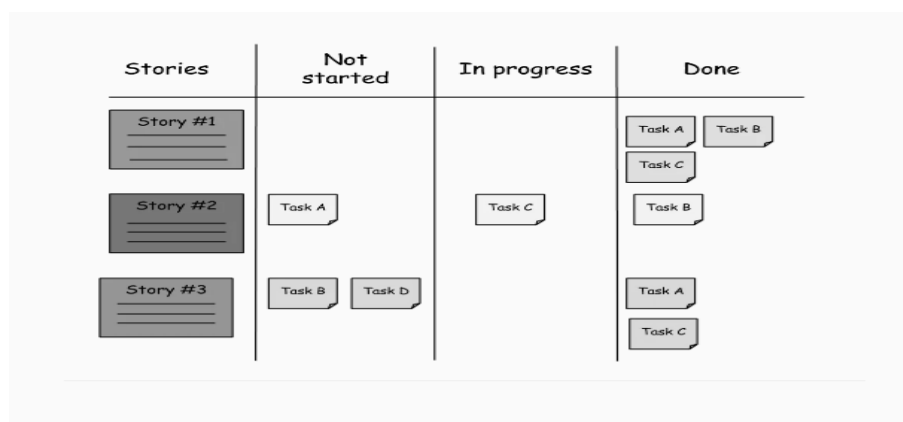 Stories
Not
started
In progress
Done
Story #1
Task A
Task B
Task C
Story #2
Task A
Task C
Task B
Story #3
Task B
Task D
Task A
Task C